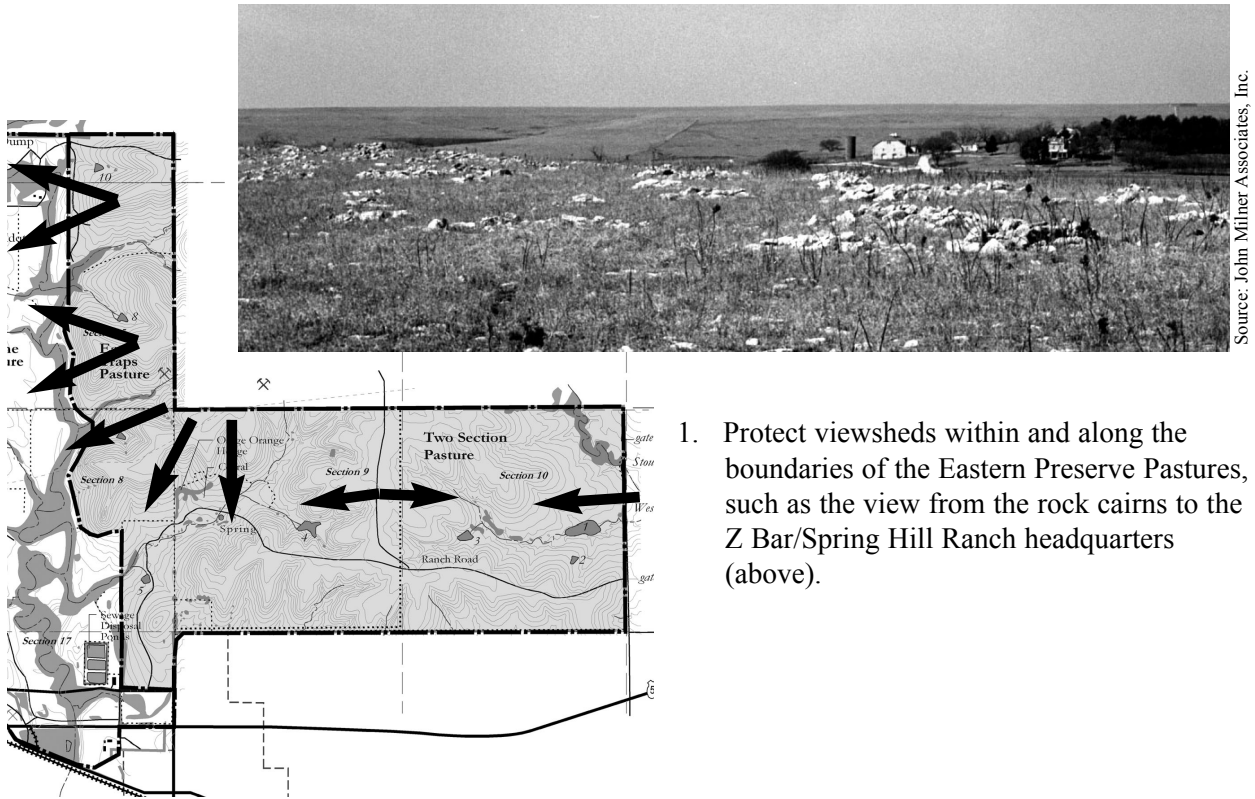 Source: John Milner Associates, Inc.
1. Protect viewsheds within and along the
boundaries of the Eastern Preserve Pastures,
such as the view from the rock cairns to the
Z Bar/Spring Hill Ranch headquarters
(above).
10
8
Pasture
Section 8
Orange
Section 9
Two Section
Pasture
Section 10
gate
Spring
4
3
1
2
Ranch Road
5
Sewage
Disposal
Ponds
Section 17